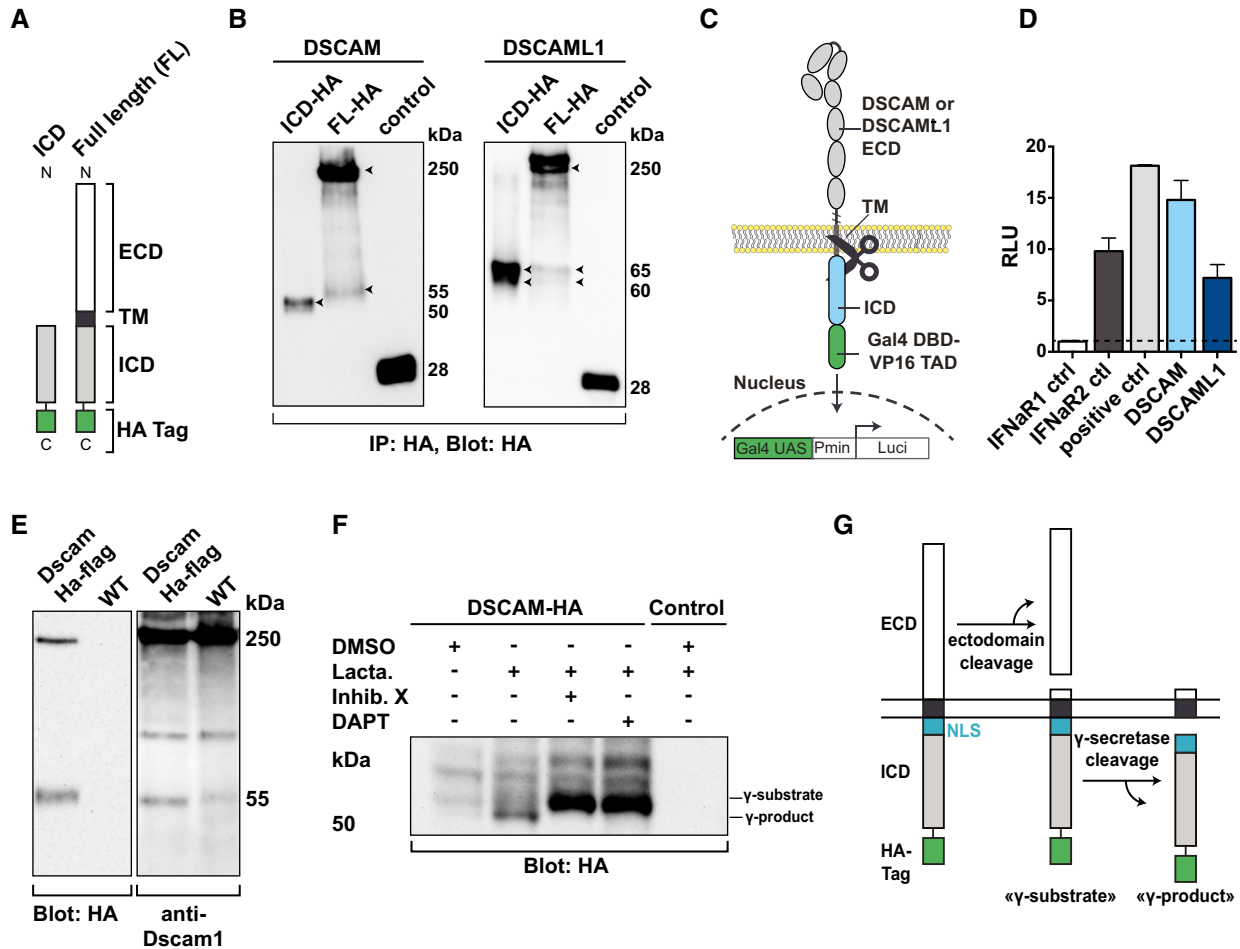 A
ICD
Full length (FL)
N
N
ECD
TM
ICD
HA Tag
C
C
B
DSCAM
DSCAML1
ICD-HA
FL-HA
control
ICD-HA
FL-HA
control
kDa
kDa
250
250
55
50
65
60
28
28
IP: HA, Blot: HA
C
DSCAM or
DSCAML1
ECD
TM
ICD
Gal4 DBD-
VP16 TAD
Nucleus
Gal4 UAS
Pmin
Luci
D
RLU
20
15
10
5
0
IFNaR1 ctrl
IFNaR2 ctl
positive ctrl
DSCAM
DSCAML1
E
Dscam
Ha-flag
WT
Dscam
Ha-flag
WT
kDa
250
55
Blot: HA
anti-
Dscam1
F
DSCAM-HA
Control
DMSO + - - - +
Lacta. - + + + +
Inhib. X - - + - -
DAPT - - - + -
kDa
50
γ-substrate
γ-product
Blot: HA
G
ECD
ectodomain
cleavage
NLS
γ-secretase
cleavage
ICD
HA-
Tag
«γ-substrate»
«γ-product»